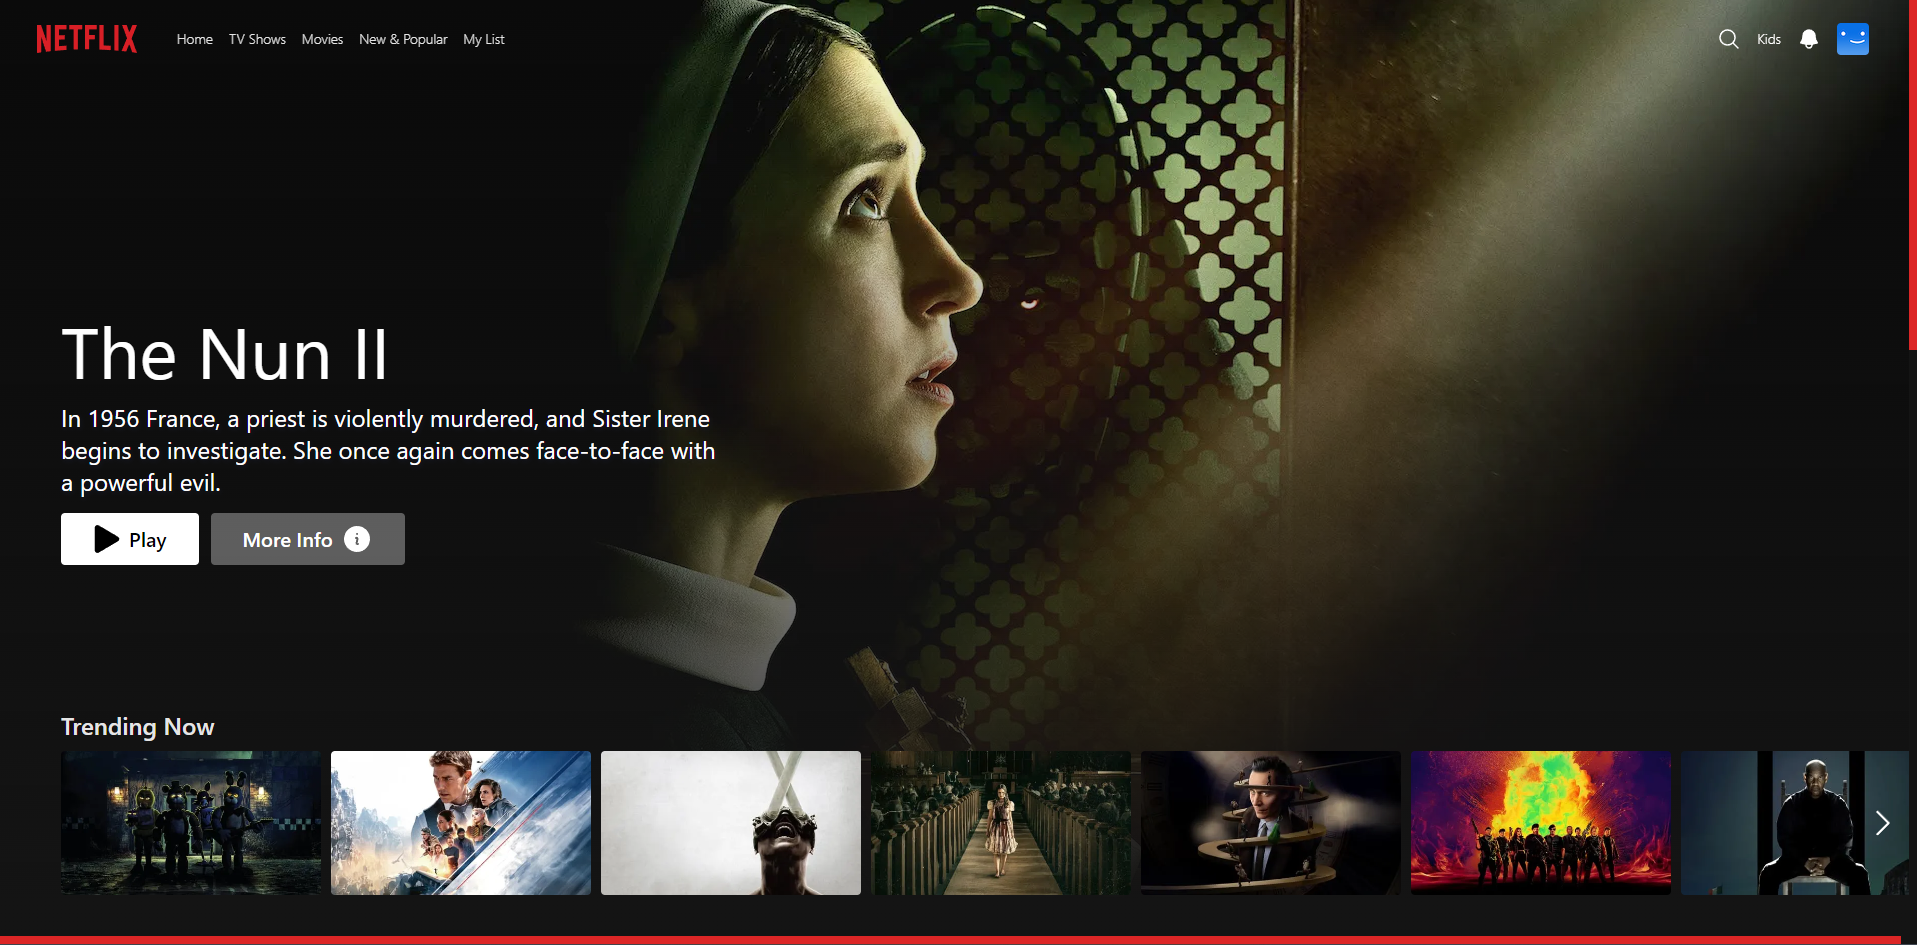 NETFLIX
Home
TV Shows
Movies
New & Popular
My List
Kids
The Nun II
In 1956 France, a priest is violently murdered, and Sister Irene
begins to investigate. She once again comes face-to-face with
a powerful evil.
Play
More Info i
Trending Now